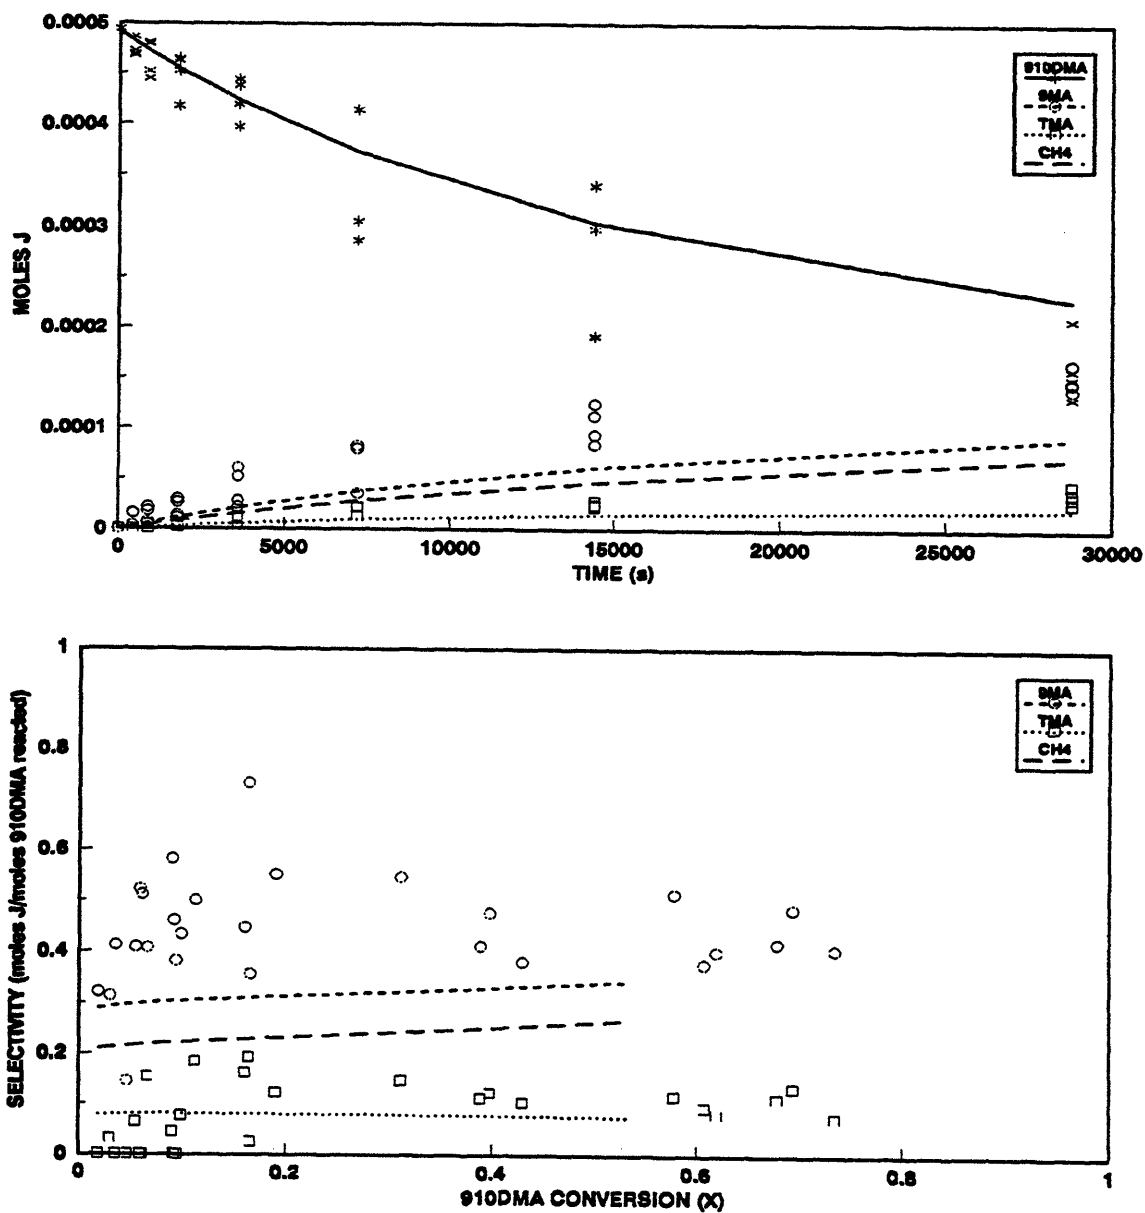 0.0005
0.0004
0.0003
0.0002
0.0001
0
MOLES J
910DMA
9MA
TMA
CH4
0 5000 10000 15000 20000 25000 30000
TIME (s)
1
0.8
0.6
0.4
0.2
0
SELECTIVITY (moles J/moles 910DMA reacted)
9MA
TMA
CH4
0 0.2 0.4 0.6 0.8 1
910DMA CONVERSION (X)